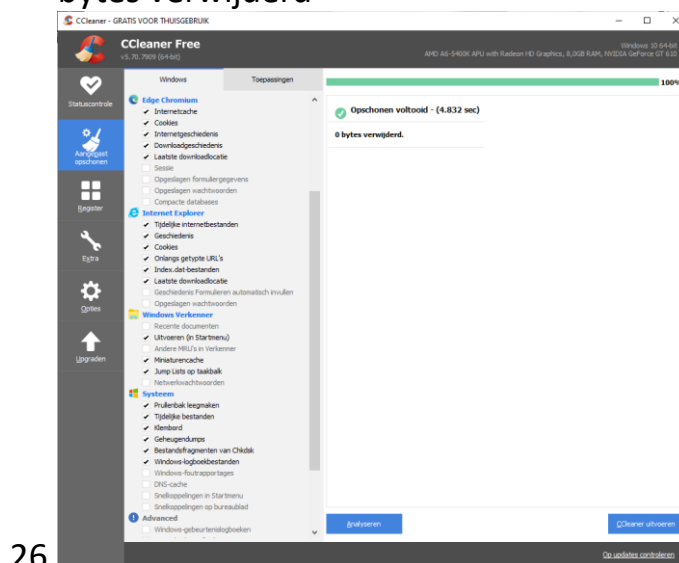 bytes verwijderd
CCleaner - GRATIS VOOR THUISGEBRUIK
CCleaner Free
v5.70.7909 (64-bit)
Windows 10 64-bit
AMD A6-5400K APU with Radeon HD Graphics, 8,0GB RAM, NVIDIA GeForce GT 610
Statuscontrole
Aangepast opschonen
Register
Extra
Opties
Upgraden
Windows
Toepassingen
Edge Chromium
Internetcache
Cookies
Internetgeschiedenis
Downloadgeschiedenis
Laatste downloadlocatie
Sessie
Opgeslagen formuliergegevens
Opgeslagen wachtwoorden
Compacte databases
Internet Explorer
Tijdelijke internetbestanden
Geschiedenis
Cookies
Onlangs getypte URL's
Index.dat-bestanden
Laatste downloadlocatie
Geschiedenis Formulieren automatisch invullen
Opgeslagen wachtwoorden
Windows Verkenner
Recente documenten
Uitvoeren (in Startmenu)
Andere MRU's in Verkenner
Miniaturencache
Jump Lists op taakbalk
Netwerkwachtwoorden
Systeem
Prullenbak leegmaken
Tijdelijke bestanden
Klembord
Geheugendumps
Bestandsfragmenten van Chkdsk
Windows-logboekbestanden
Windows-foutrapportages
DNS-cache
Snelkoppelingen in Startmenu
Snelkoppelingen op bureaublad
Advanced
Windows-gebeurtenislogboeken
100%
Opschonen voltooid - (4.832 sec)
0 bytes verwijderd.
Analyseren
CCleaner uitvoeren
Op updates controleren
26